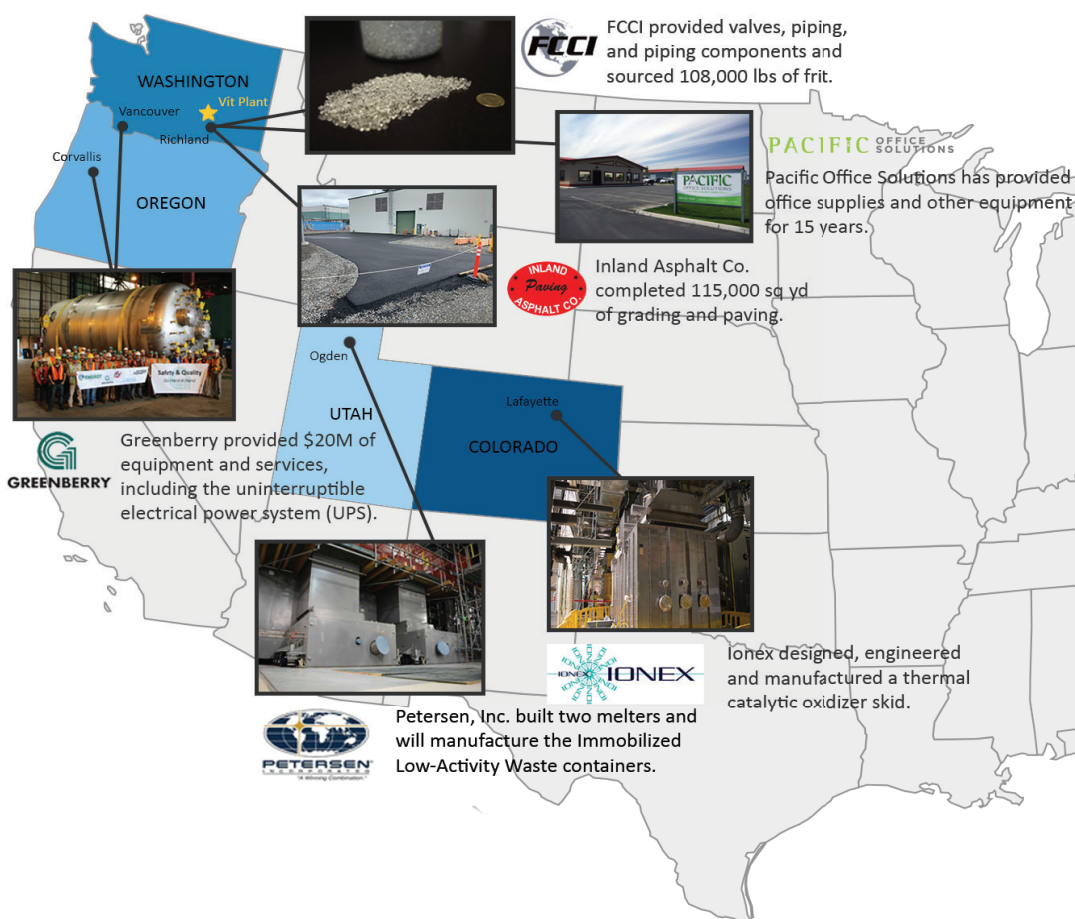 FCCI
FCCI provided valves, piping,
and piping components and
sourced 108,000 lbs of frit.
WASHINGTON
Vit Plant
Vancouver
Richland
Corvallis
OREGON
PACIFIC
OFFICE SOLUTIONS
PACIFIC OFFICE
SOLUTIONS
Pacific Office Solutions has provided
office supplies and other equipment
for 15 years.
INLAND
Paving
ASPHALT CO.
Inland Asphalt Co.
completed 115,000 sq yd
of grading and paving.
Ogden
UTAH
Lafayette
COLORADO
Safety & Quality
GREENBERRY
Greenberry provided $20M of
equipment and services,
including the uninterruptible
electrical power system (UPS).
IONEX IONEX
Ionex designed, engineered
and manufactured a thermal
catalytic oxidizer skid.
PETERSEN
INCORPORATED
"A Winning Combination."
Petersen, Inc. built two melters and
will manufacture the Immobilized
Low-Activity Waste containers.